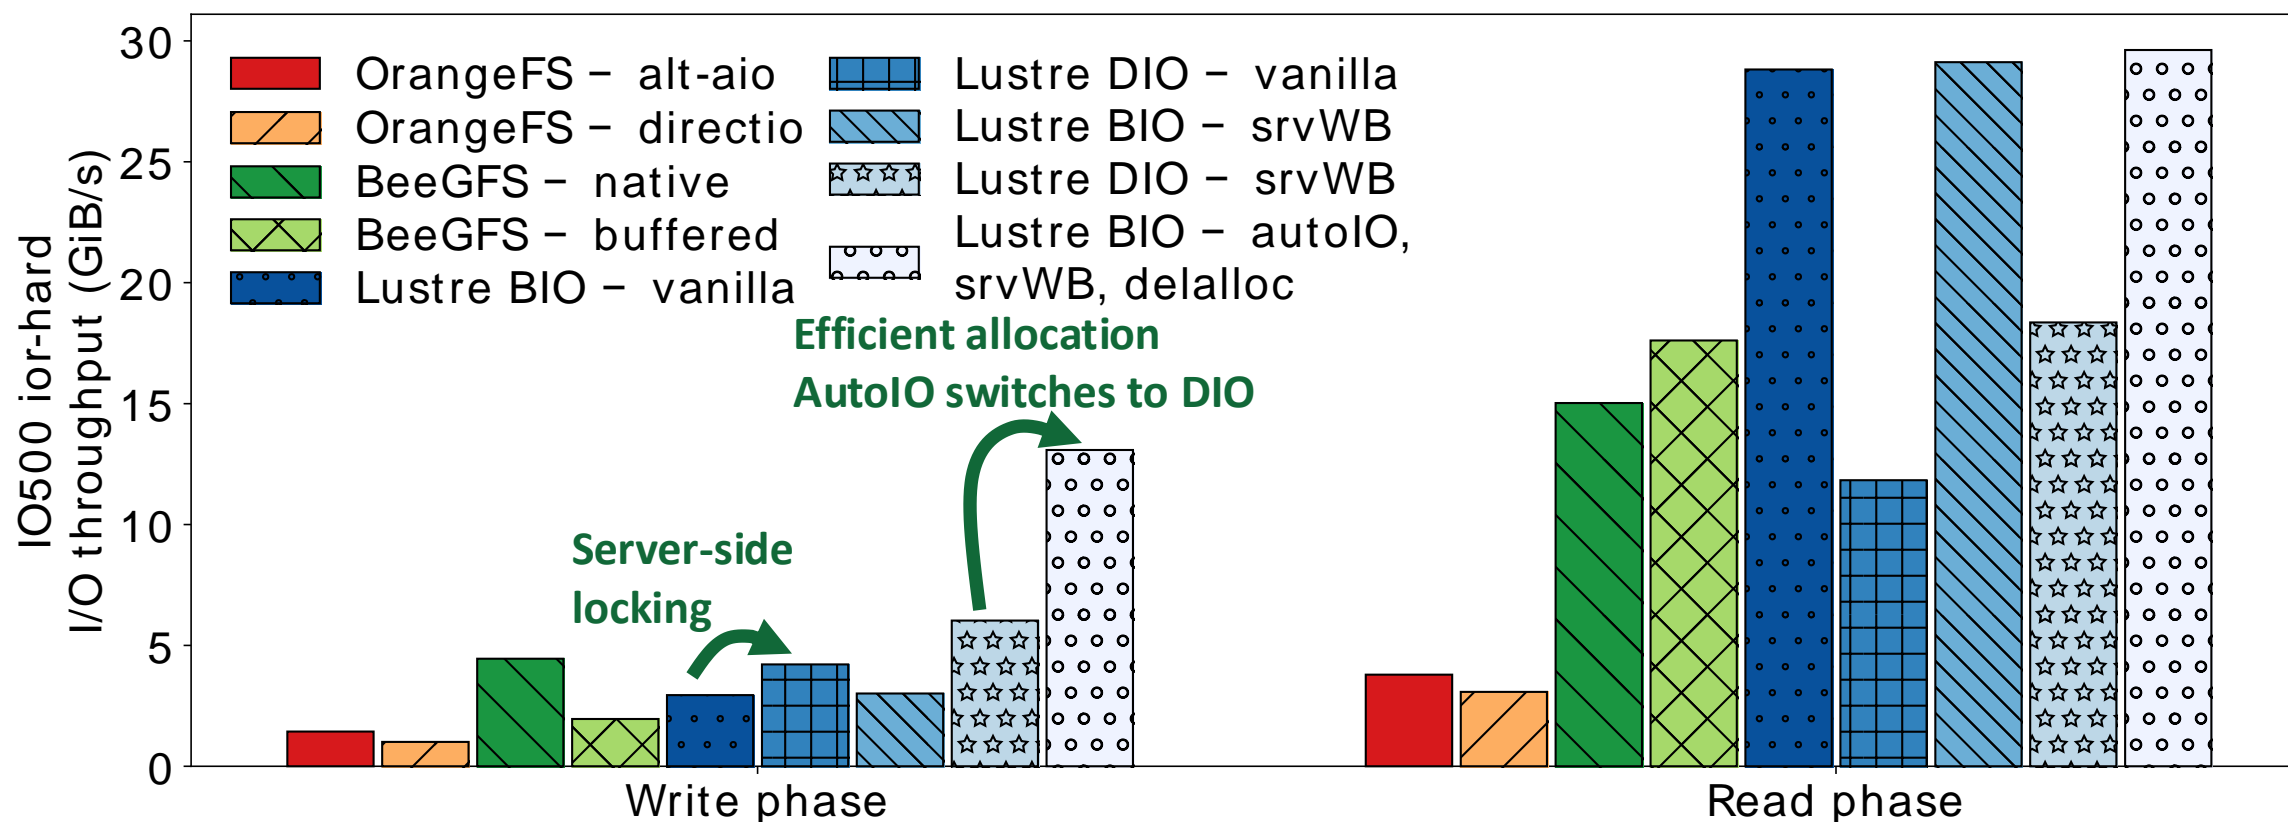 IO500 ior-hard
I/O throughput (GiB/s)
30
25
20
15
10
5
0
OrangeFS − alt-aio
OrangeFS − directio
BeeGFS − native
BeeGFS − buffered
Lustre BIO − vanilla
Lustre DIO − vanilla
Lustre BIO − srvWB
Lustre DIO − srvWB
Lustre BIO − autoIO,
srvWB, delalloc
Efficient allocation
AutoIO switches to DIO
Server-side
locking
Write phase
Read phase